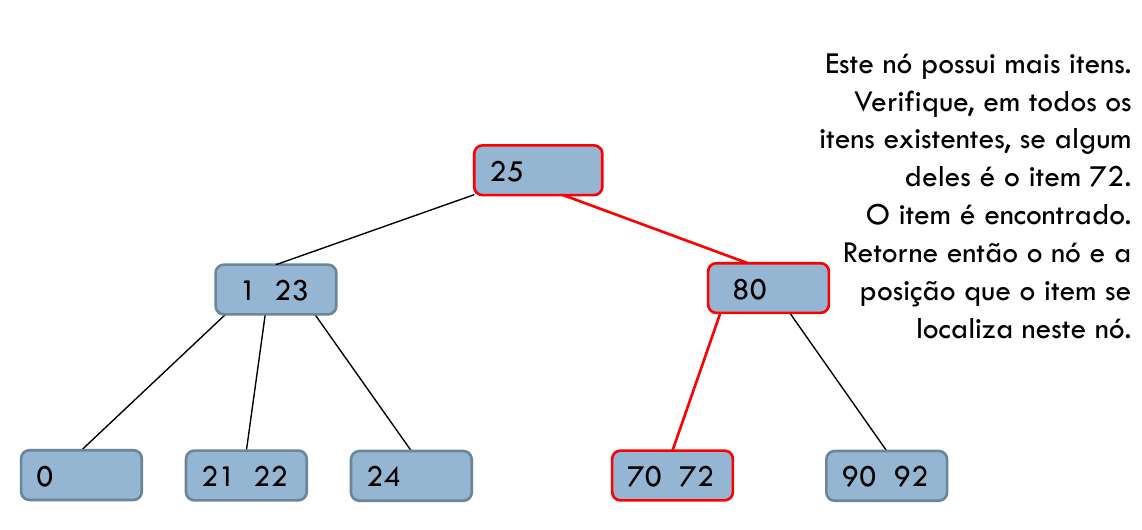 Este nó possui mais itens.
Verifique, em todos os
itens existentes, se algum
deles é o item 72.
O item é encontrado.
Retorne então o nó e a
posição que o item se
localiza neste nó.
25
1 23
80
0
21 22
24
70 72
90 92